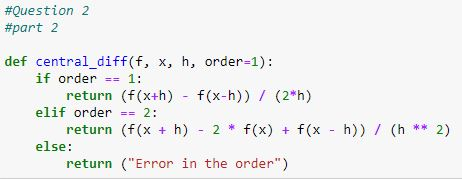 #Question 2
#part 2
def central_diff(f, x, h, order=1):
    if order == 1:
        return (f(x+h) - f(x-h)) / (2*h)
    elif order == 2:
        return (f(x + h) - 2 * f(x) + f(x - h)) / (h ** 2)
    else:
        return ("Error in the order")